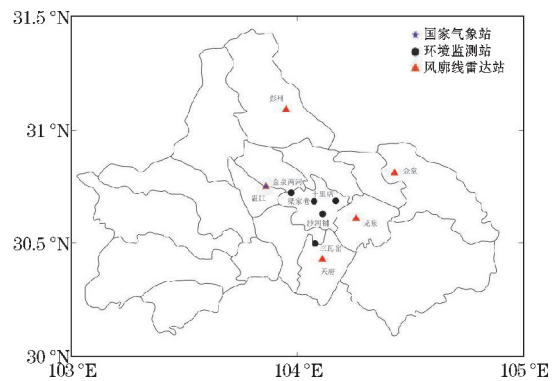 31.5°N
国家气象站
环境监测站
风廓线雷达站
彭州
31°N
金堂
金泉两河
十里店
温江
梁家巷
沙河铺
龙泉
30.5°N
三瓦窑
天府
30°N
103°E
104°E
105°E